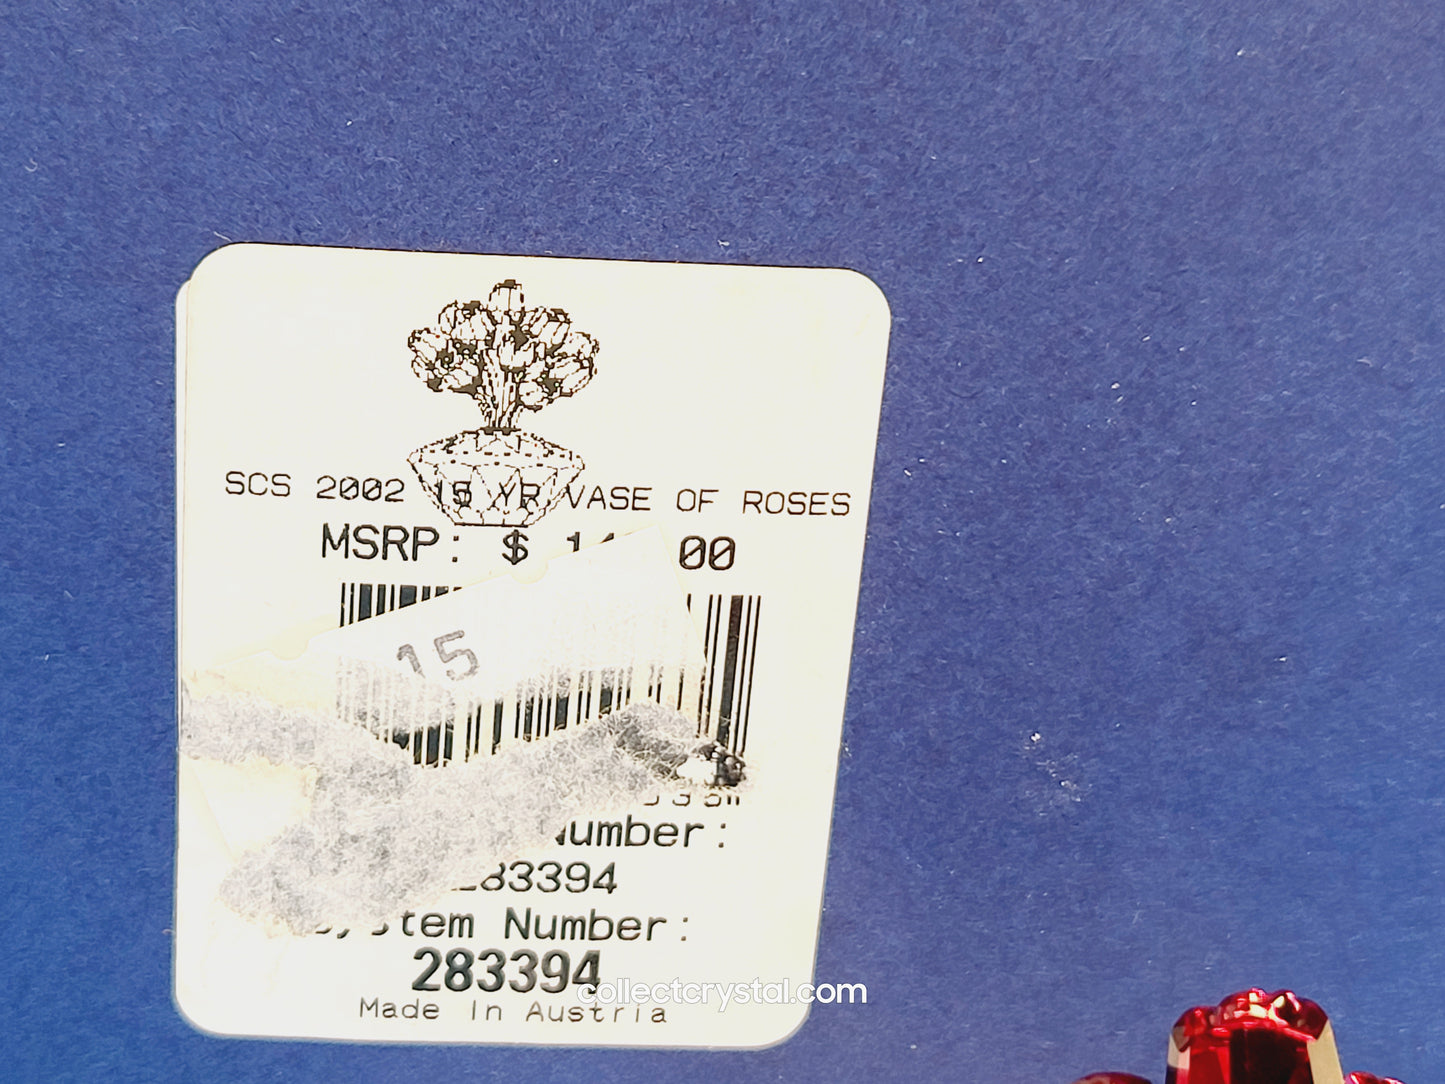 SCS 2002 15 YR VASE OF ROSES
MSRP: $ 00
15
Number:
283394
System Number:
283394
Made In Austria
collectcrystal.com